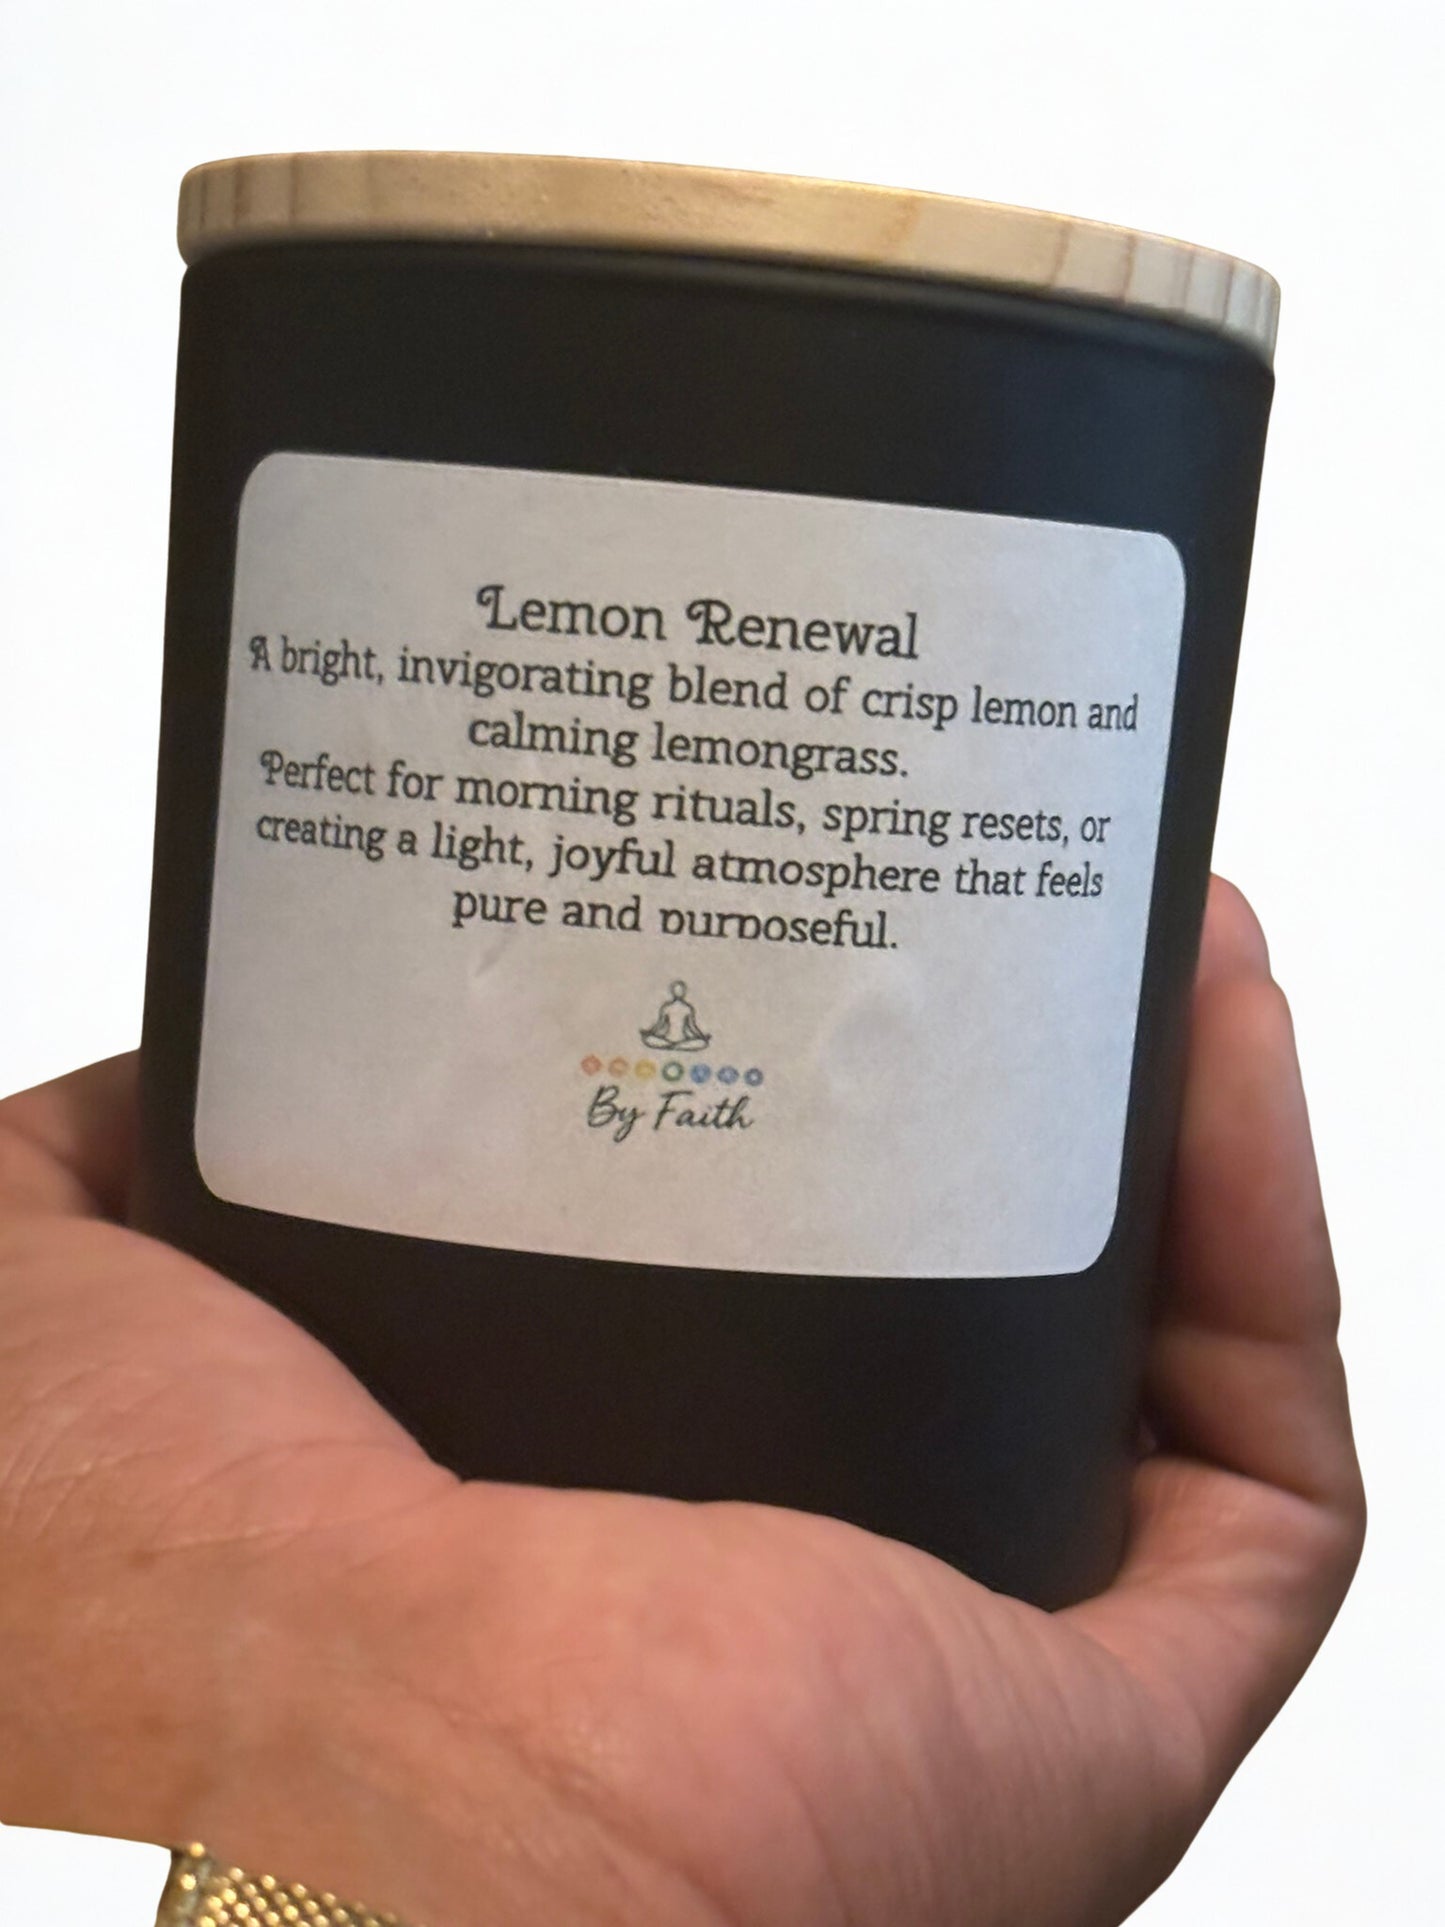 Lemon Renewal
A bright, invigorating blend of crisp lemon and
calming lemongrass.
Perfect for morning rituals, spring resets, or
creating a light, joyful atmosphere that feels
pure and purposeful.
By Faith